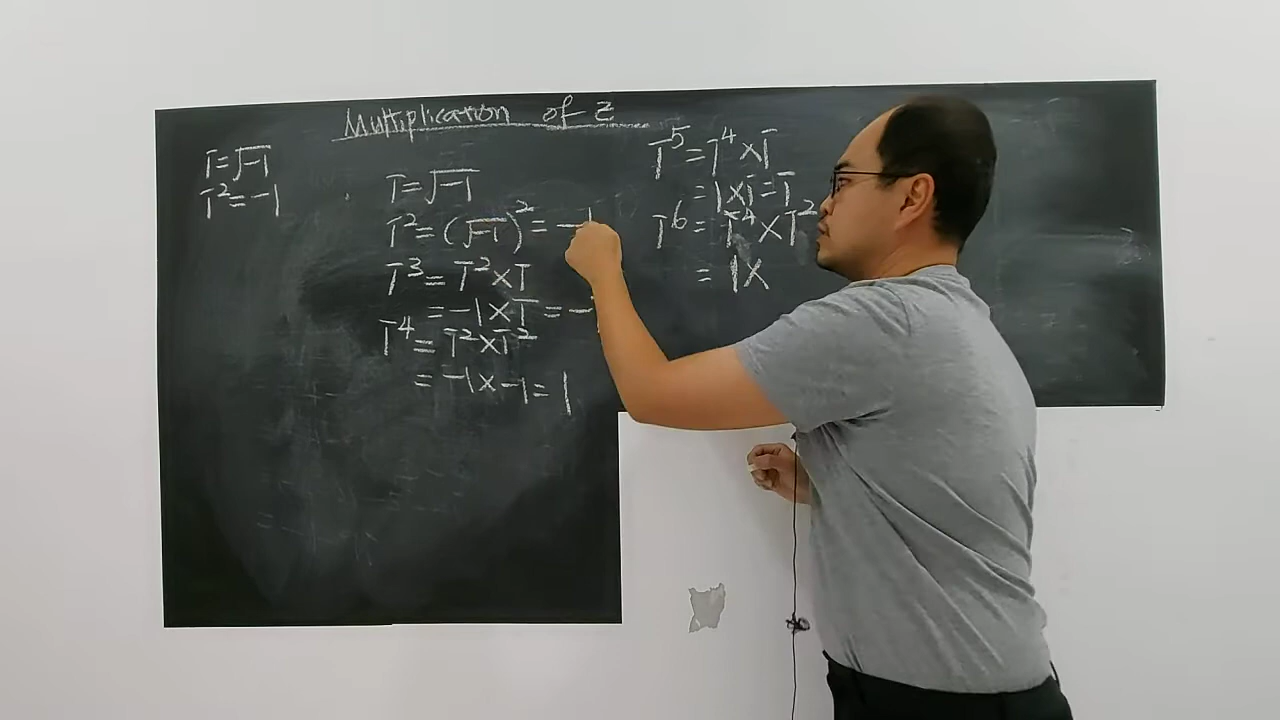 Multiplication of z
i=√-1
i²=-1
i=√-1
i²=(√-1)²=-1
i³=i²×i
=-1×i=-
i⁴=i²×i²
=-1×-1=1
i⁵=i⁴×i
=1×i=i
i⁶=i⁴×i²
=1×